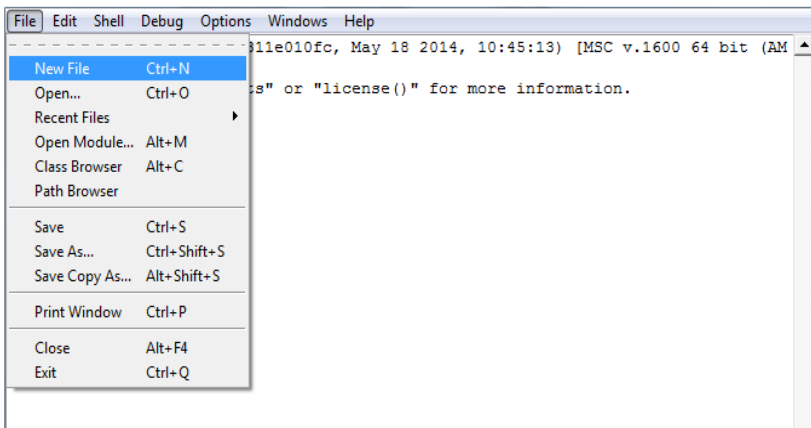 File Edit Shell Debug Options Windows Help
811e010fc, May 18 2014, 10:45:13) [MSC v.1600 64 bit (AM
New File Ctrl+N
ts" or "license()" for more information.
Open... Ctrl+O
Recent Files
Open Module... Alt+M
Class Browser Alt+C
Path Browser
Save Ctrl+S
Save As... Ctrl+Shift+S
Save Copy As... Alt+Shift+S
Print Window Ctrl+P
Close Alt+F4
Exit Ctrl+Q